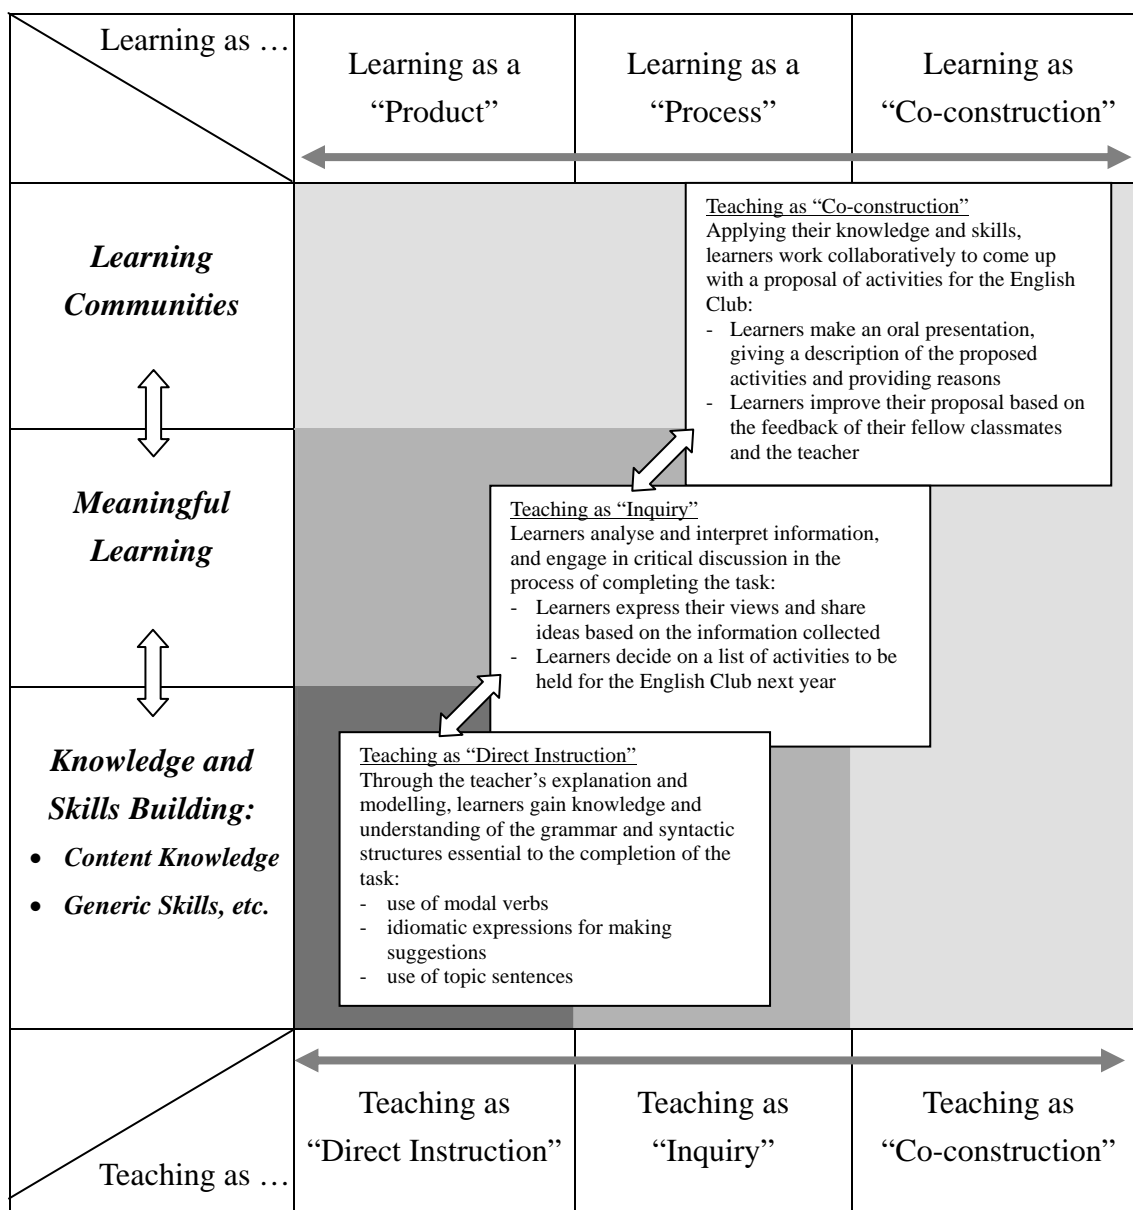 Learning as …
Learning as a
“Product”
Learning as a
“Process”
Learning as
“Co-construction”
Learning
Communities
Teaching as “Co-construction”
Applying their knowledge and skills,
learners work collaboratively to come up
with a proposal of activities for the English
Club:
- Learners make an oral presentation,
giving a description of the proposed
activities and providing reasons
- Learners improve their proposal based on
the feedback of their fellow classmates
and the teacher
Meaningful
Learning
Teaching as “Inquiry”
Learners analyse and interpret information,
and engage in critical discussion in the
process of completing the task:
- Learners express their views and share
ideas based on the information collected
- Learners decide on a list of activities to be
held for the English Club next year
Knowledge and
Skills Building:
• Content Knowledge
• Generic Skills, etc.
Teaching as “Direct Instruction”
Through the teacher’s explanation and
modelling, learners gain knowledge and
understanding of the grammar and syntactic
structures essential to the completion of the
task:
- use of modal verbs
- idiomatic expressions for making
suggestions
- use of topic sentences
Teaching as …
Teaching as
“Direct Instruction”
Teaching as
“Inquiry”
Teaching as
“Co-construction”